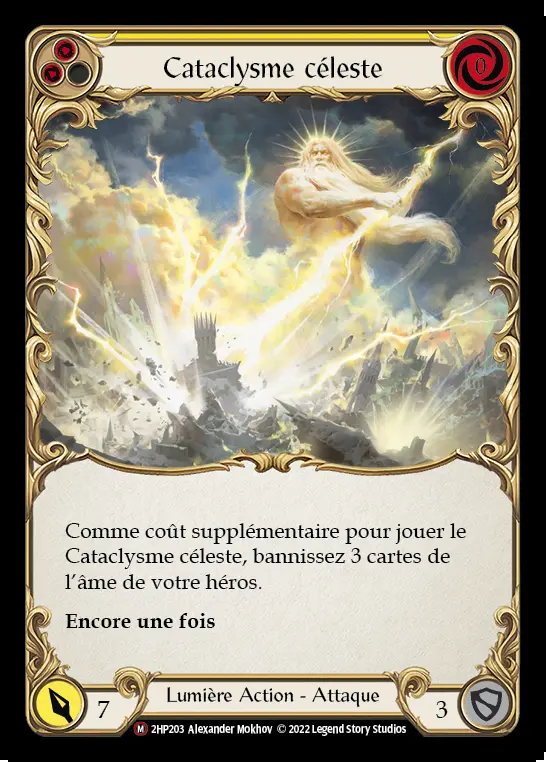 Cataclysme céleste
0
Comme coût supplémentaire pour jouer le
Cataclysme céleste, bannissez 3 cartes de
l'âme de votre héros.
Encore une fois
7
Lumière Action - Attaque
3
M 2HP203 Alexander Mokhov © 2022 Legend Story Studios